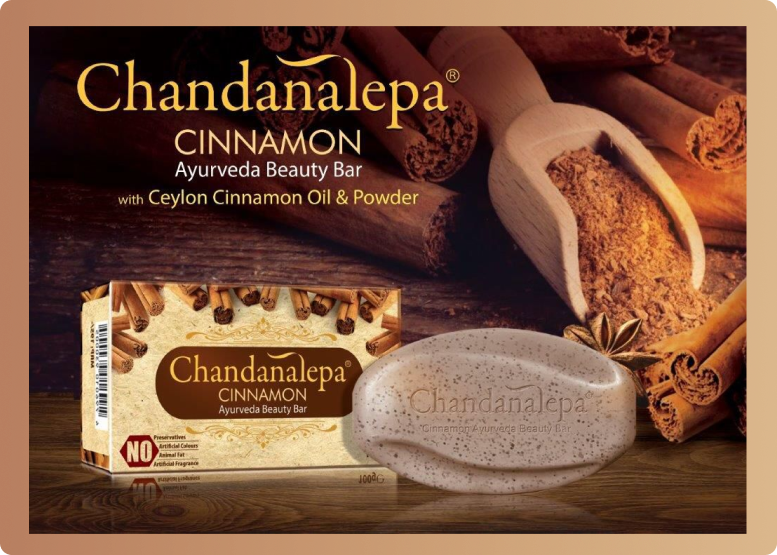 Chandanalepa®
CINNAMON
Ayurveda Beauty Bar
with Ceylon Cinnamon Oil & Powder
Chandanalepa®
CINNAMON
Ayurveda Beauty Bar
NO
Preservatives
Artificial Colours
Animal Fat
Artificial Fragrance
100g℮
Chandanalepa®
Cinnamon Ayurveda Beauty Bar